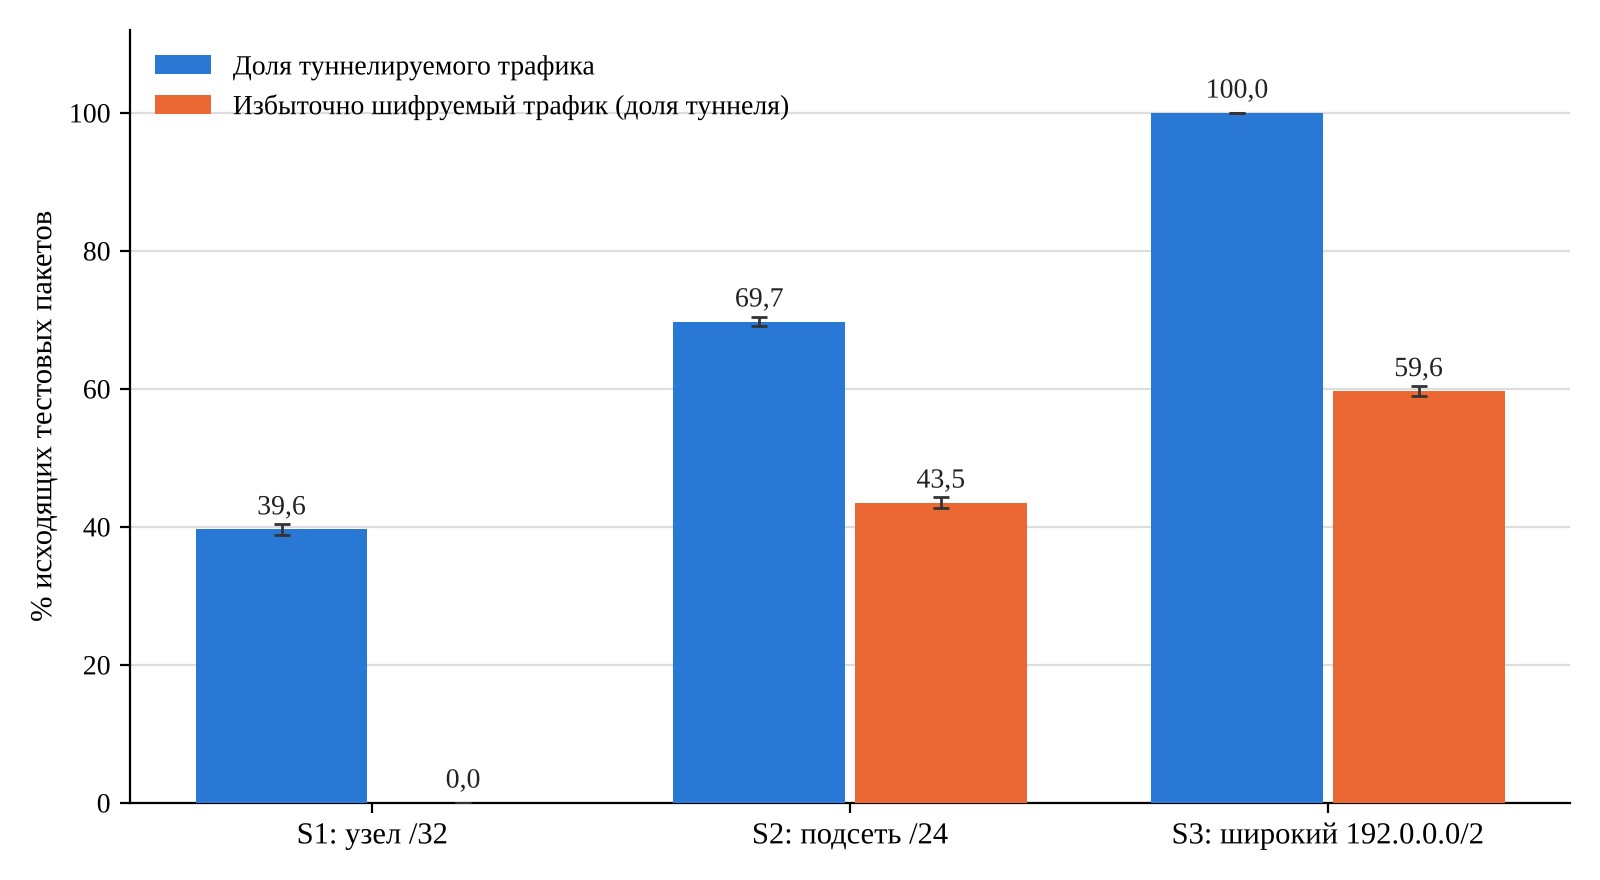 Доля туннелируемого трафика
Избыточно шифруемый трафик (доля туннеля)
% исходящих тестовых пакетов
100
80
60
40
20
0
39,6
0,0
69,7
43,5
100,0
59,6
S1: узел /32
S2: подсеть /24
S3: широкий 192.0.0.0/2